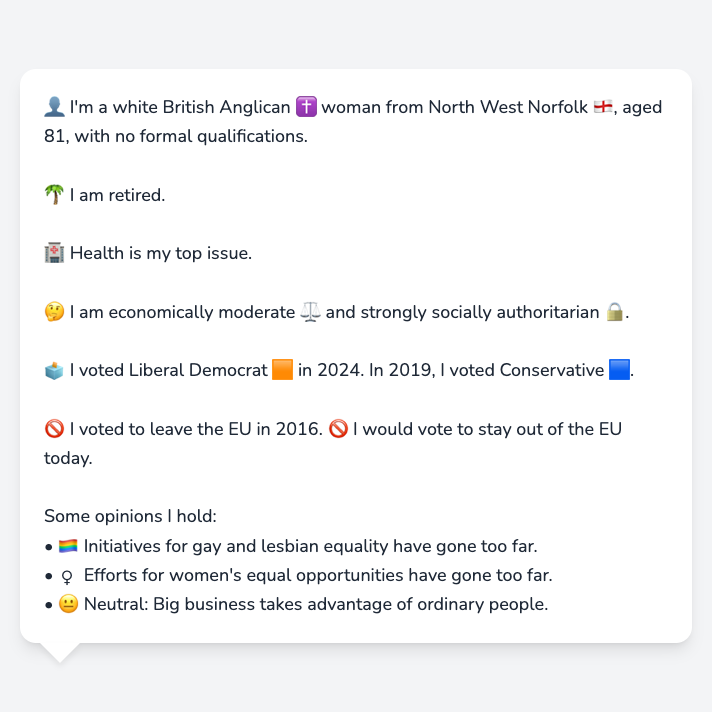 👤 I'm a white British Anglican ✝️ woman from North West Norfolk 🏴󠁧󠁢󠁥󠁮󠁧󠁿, aged
81, with no formal qualifications.
🌴 I am retired.
🏥 Health is my top issue.
🤔 I am economically moderate ⚖️ and strongly socially authoritarian 🔒.
🗳️ I voted Liberal Democrat 🟧 in 2024. In 2019, I voted Conservative 🟦.
🚫 I voted to leave the EU in 2016. 🚫 I would vote to stay out of the EU
today.
Some opinions I hold:
• 🏳️‍🌈 Initiatives for gay and lesbian equality have gone too far.
• ♀ Efforts for women's equal opportunities have gone too far.
• 😐 Neutral: Big business takes advantage of ordinary people.